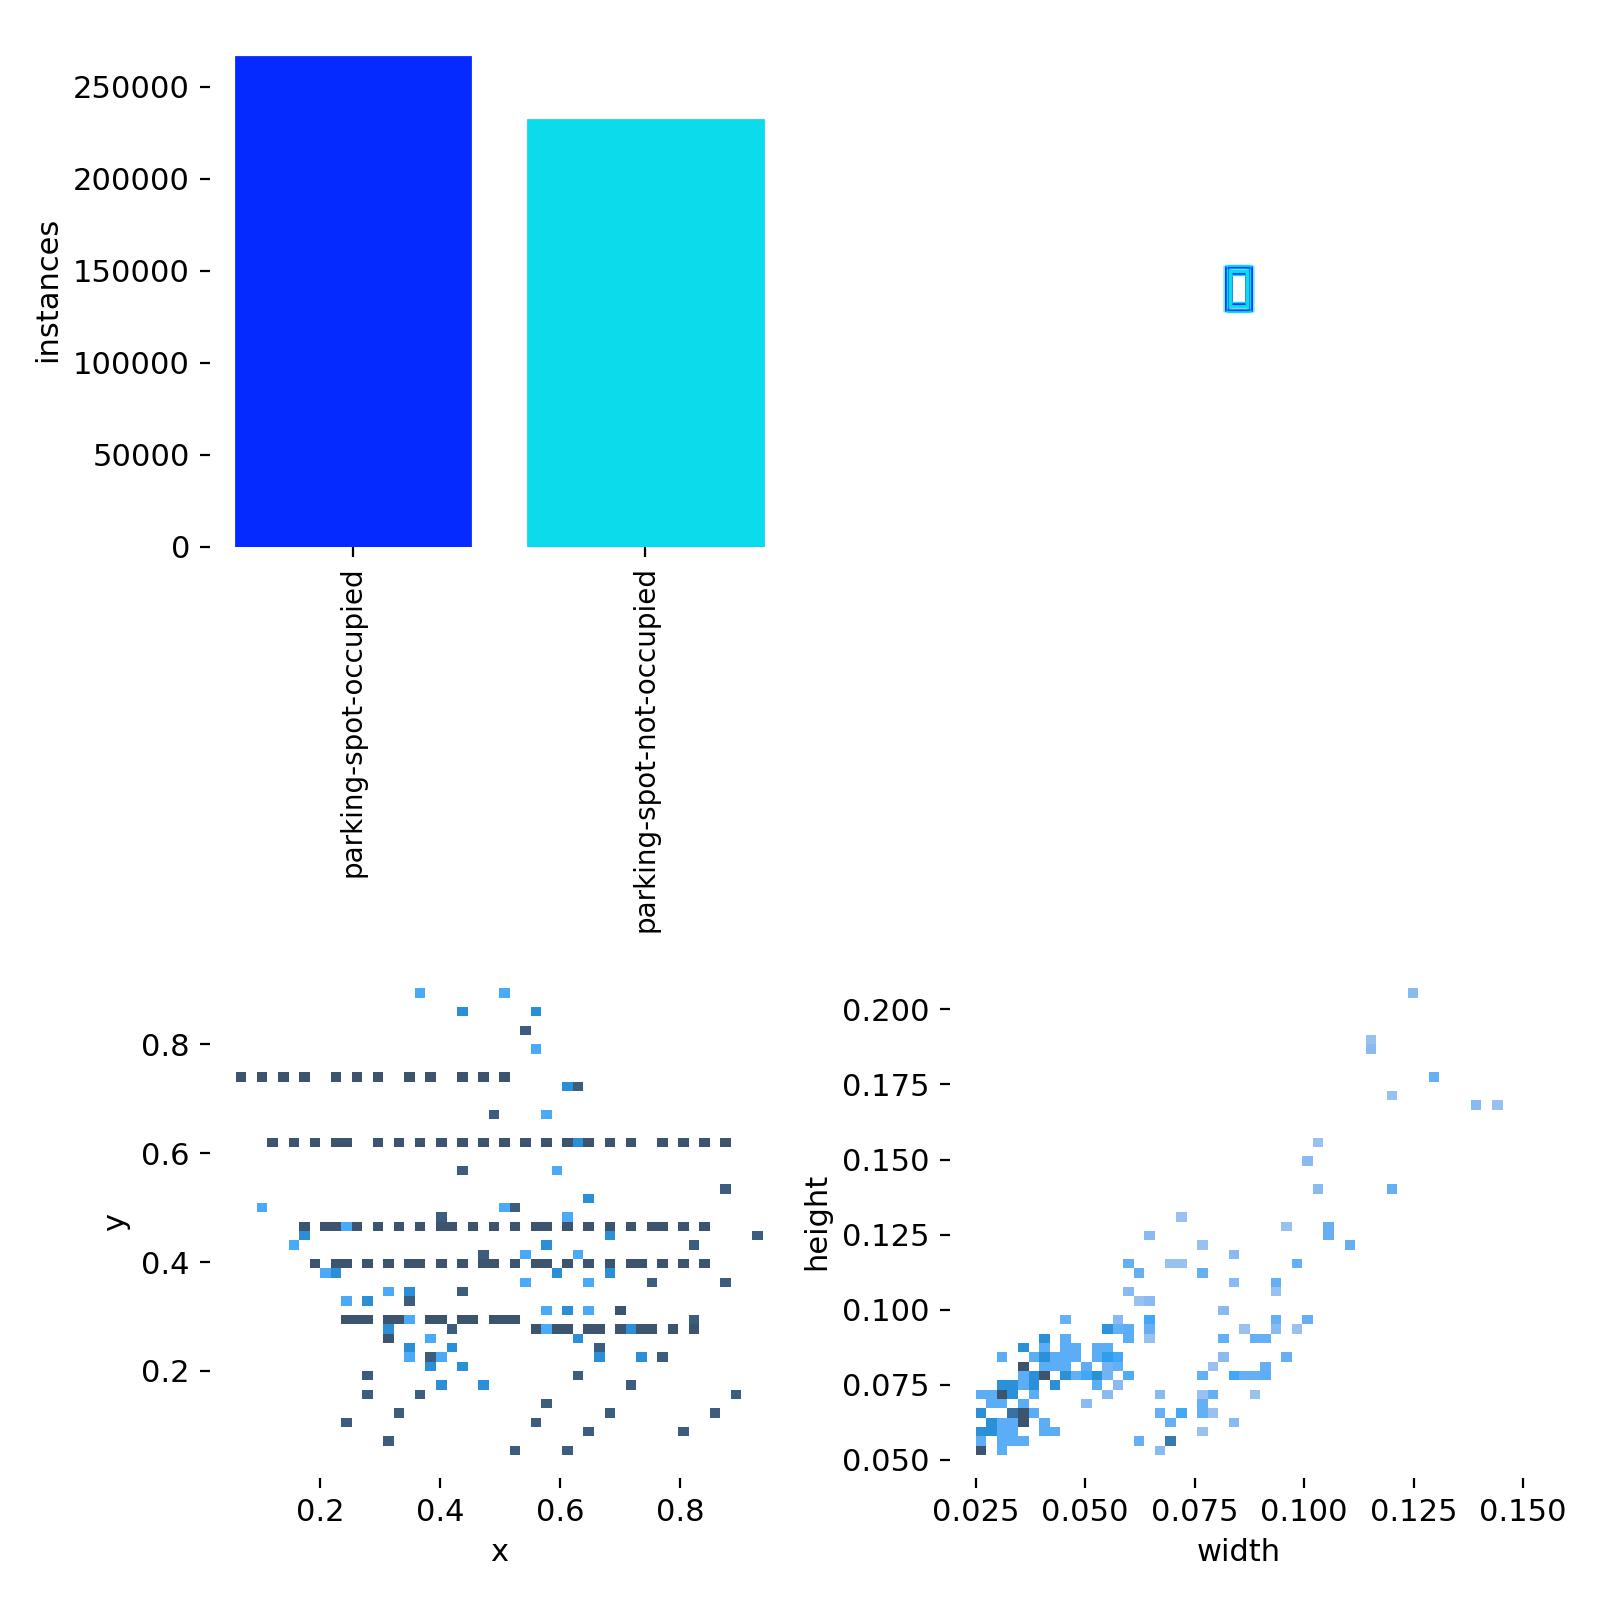 250000
200000
150000
100000
50000
0
instances
parking-spot-occupied
parking-spot-not-occupied
0.8
0.6
0.4
0.2
y
0.2 0.4 0.6 0.8
x
0.200
0.175
0.150
0.125
0.100
0.075
0.050
height
0.025 0.050 0.075 0.100 0.125 0.150
width